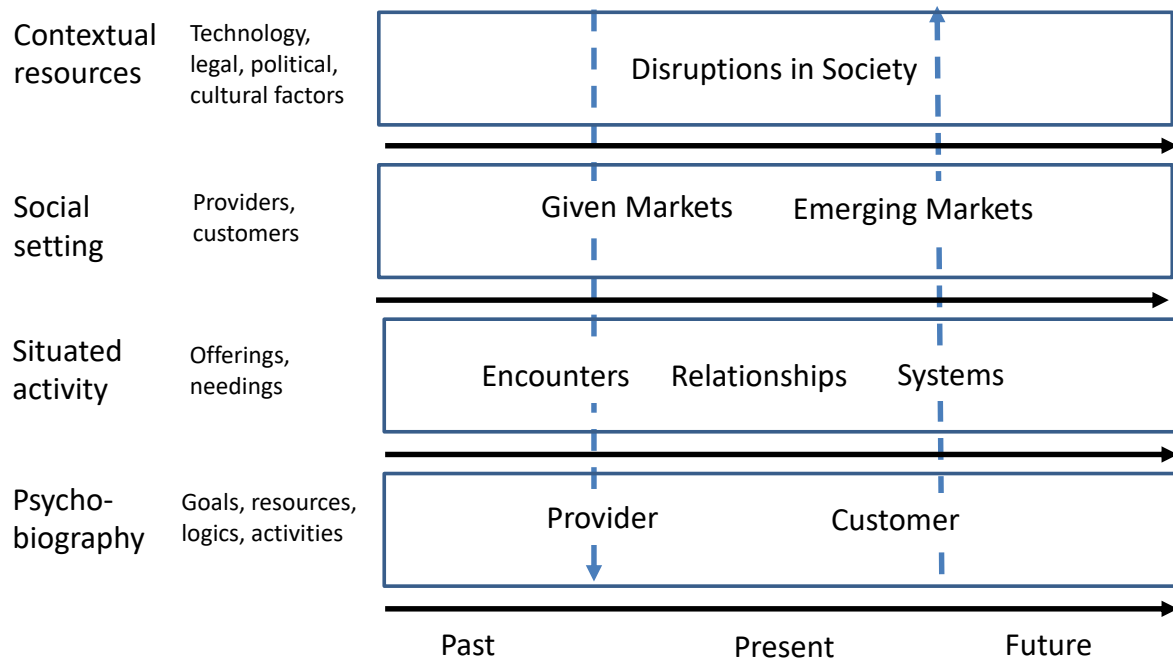 Contextual
resources
Technology,
legal, political,
cultural factors
Disruptions in Society
Social
setting
Providers,
customers
Given Markets
Emerging Markets
Situated
activity
Offerings,
needings
Encounters
Relationships
Systems
Psycho-
biography
Goals, resources,
logics, activities
Provider
Customer
Past
Present
Future